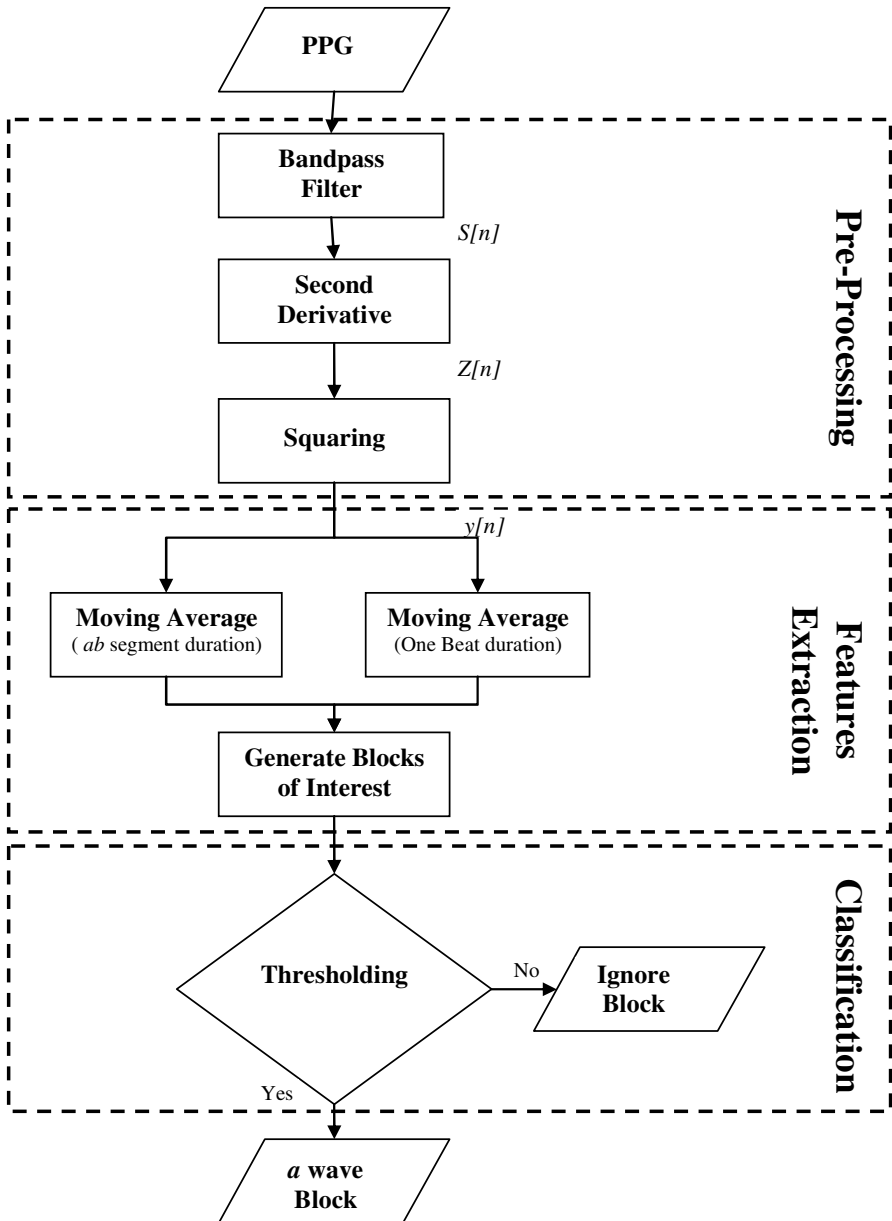 PPG
Bandpass
Filter
S[n]
Second
Derivative
Z[n]
Squaring
Pre-Processing
y[n]
Moving Average
( ab segment duration)
Moving Average
(One Beat duration)
Generate Blocks
of Interest
Features
Extraction
Thresholding
No
Ignore
Block
Yes
Classification
a wave
Block